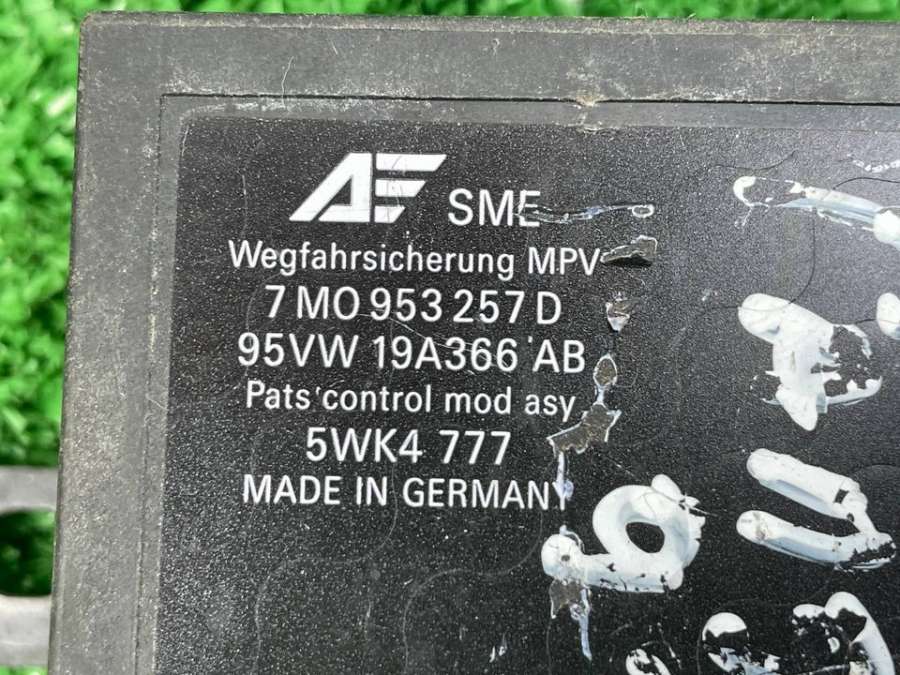 AE SME
Wegfahrsicherung MPV
7 M0 953 257 D
95VW 19A366 AB
Pats control mod asy
5WK4 777
MADE IN GERMANY